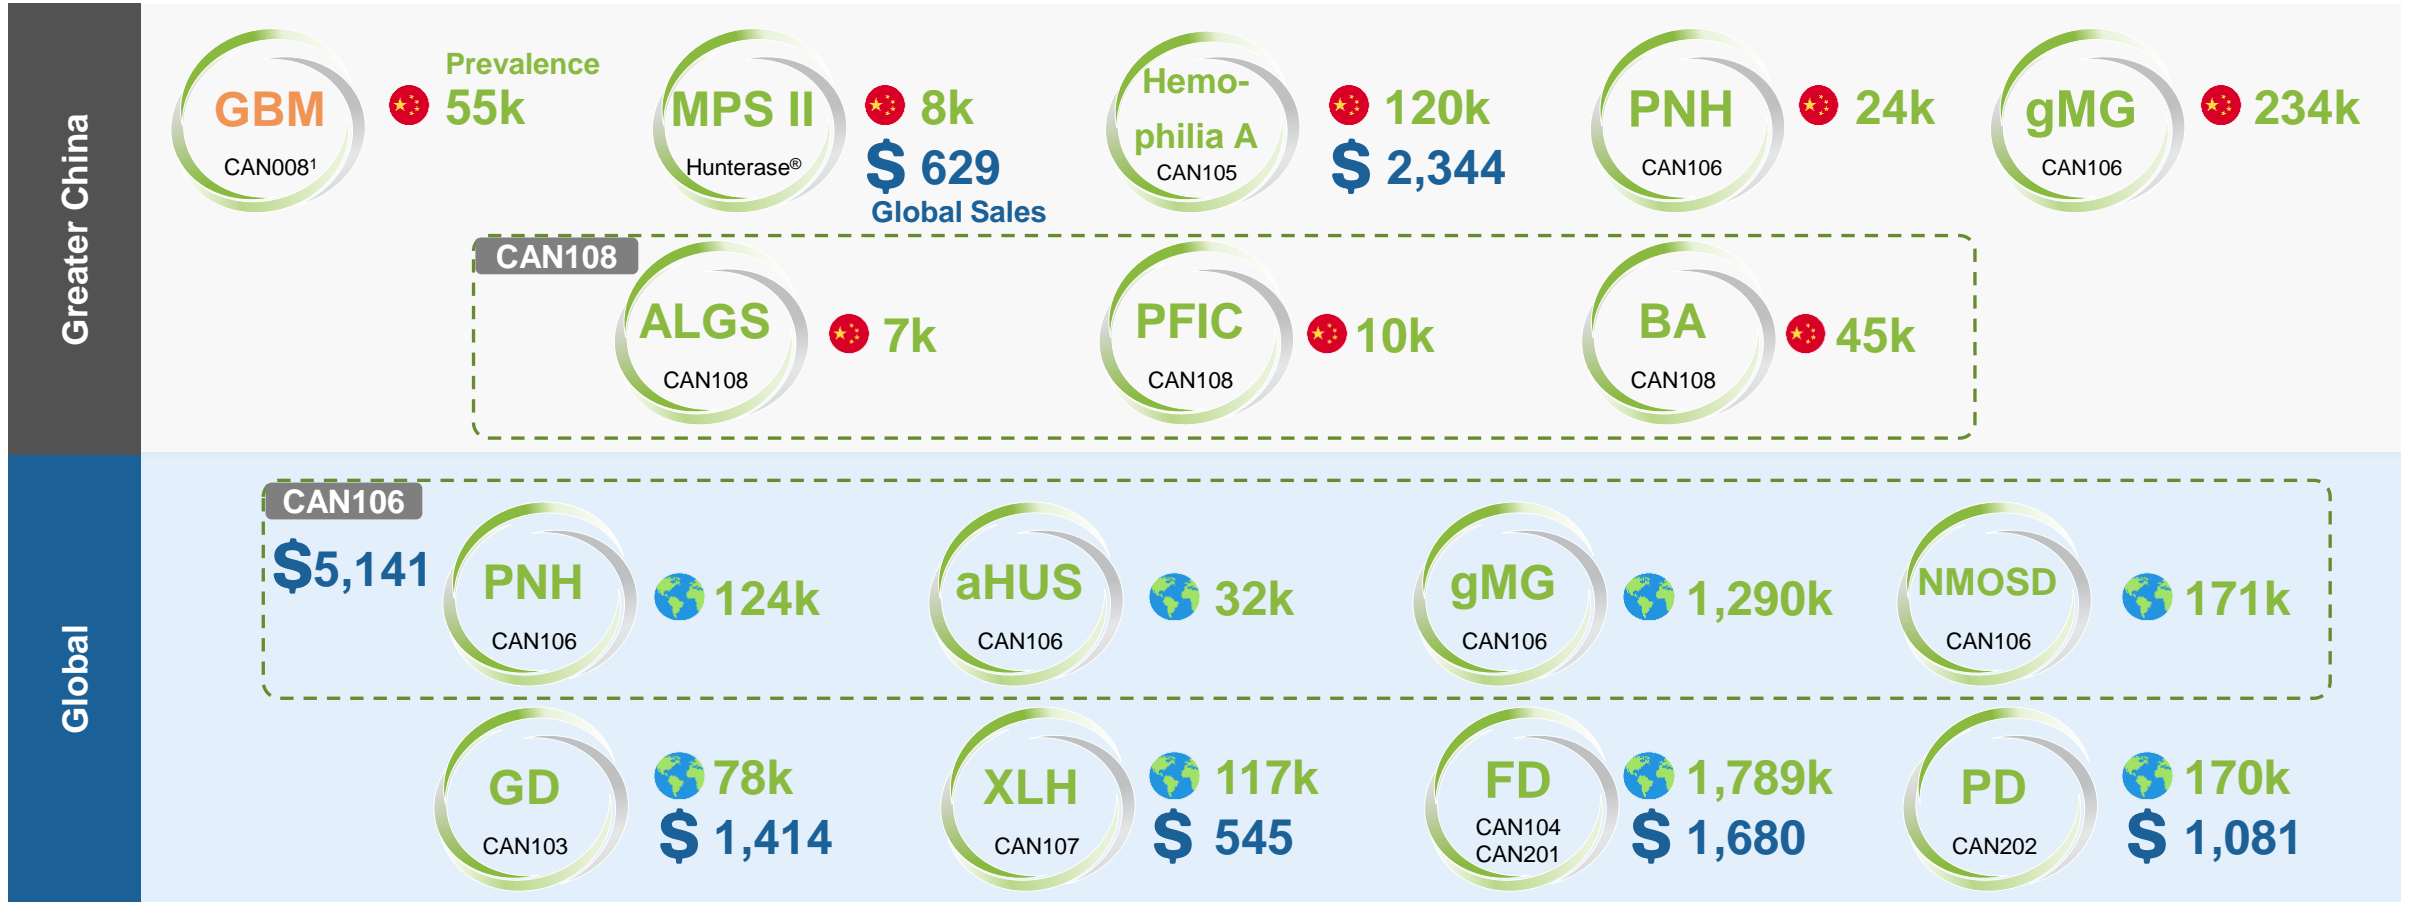 Greater China
GBM
CAN008¹
Prevalence
55k
MPS II
Hunterase®
8k
$ 629
Global Sales
Hemo-
philia A
CAN105
120k
$ 2,344
PNH
CAN106
24k
gMG
CAN106
234k
CAN108
ALGS
CAN108
7k
PFIC
CAN108
10k
BA
CAN108
45k
Global
CAN106
$5,141
PNH
CAN106
124k
aHUS
CAN106
32k
gMG
CAN106
1,290k
NMOSD
CAN106
171k
GD
CAN103
78k
$ 1,414
XLH
CAN107
117k
$ 545
FD
CAN104
CAN201
1,789k
$ 1,680
PD
CAN202
170k
$ 1,081